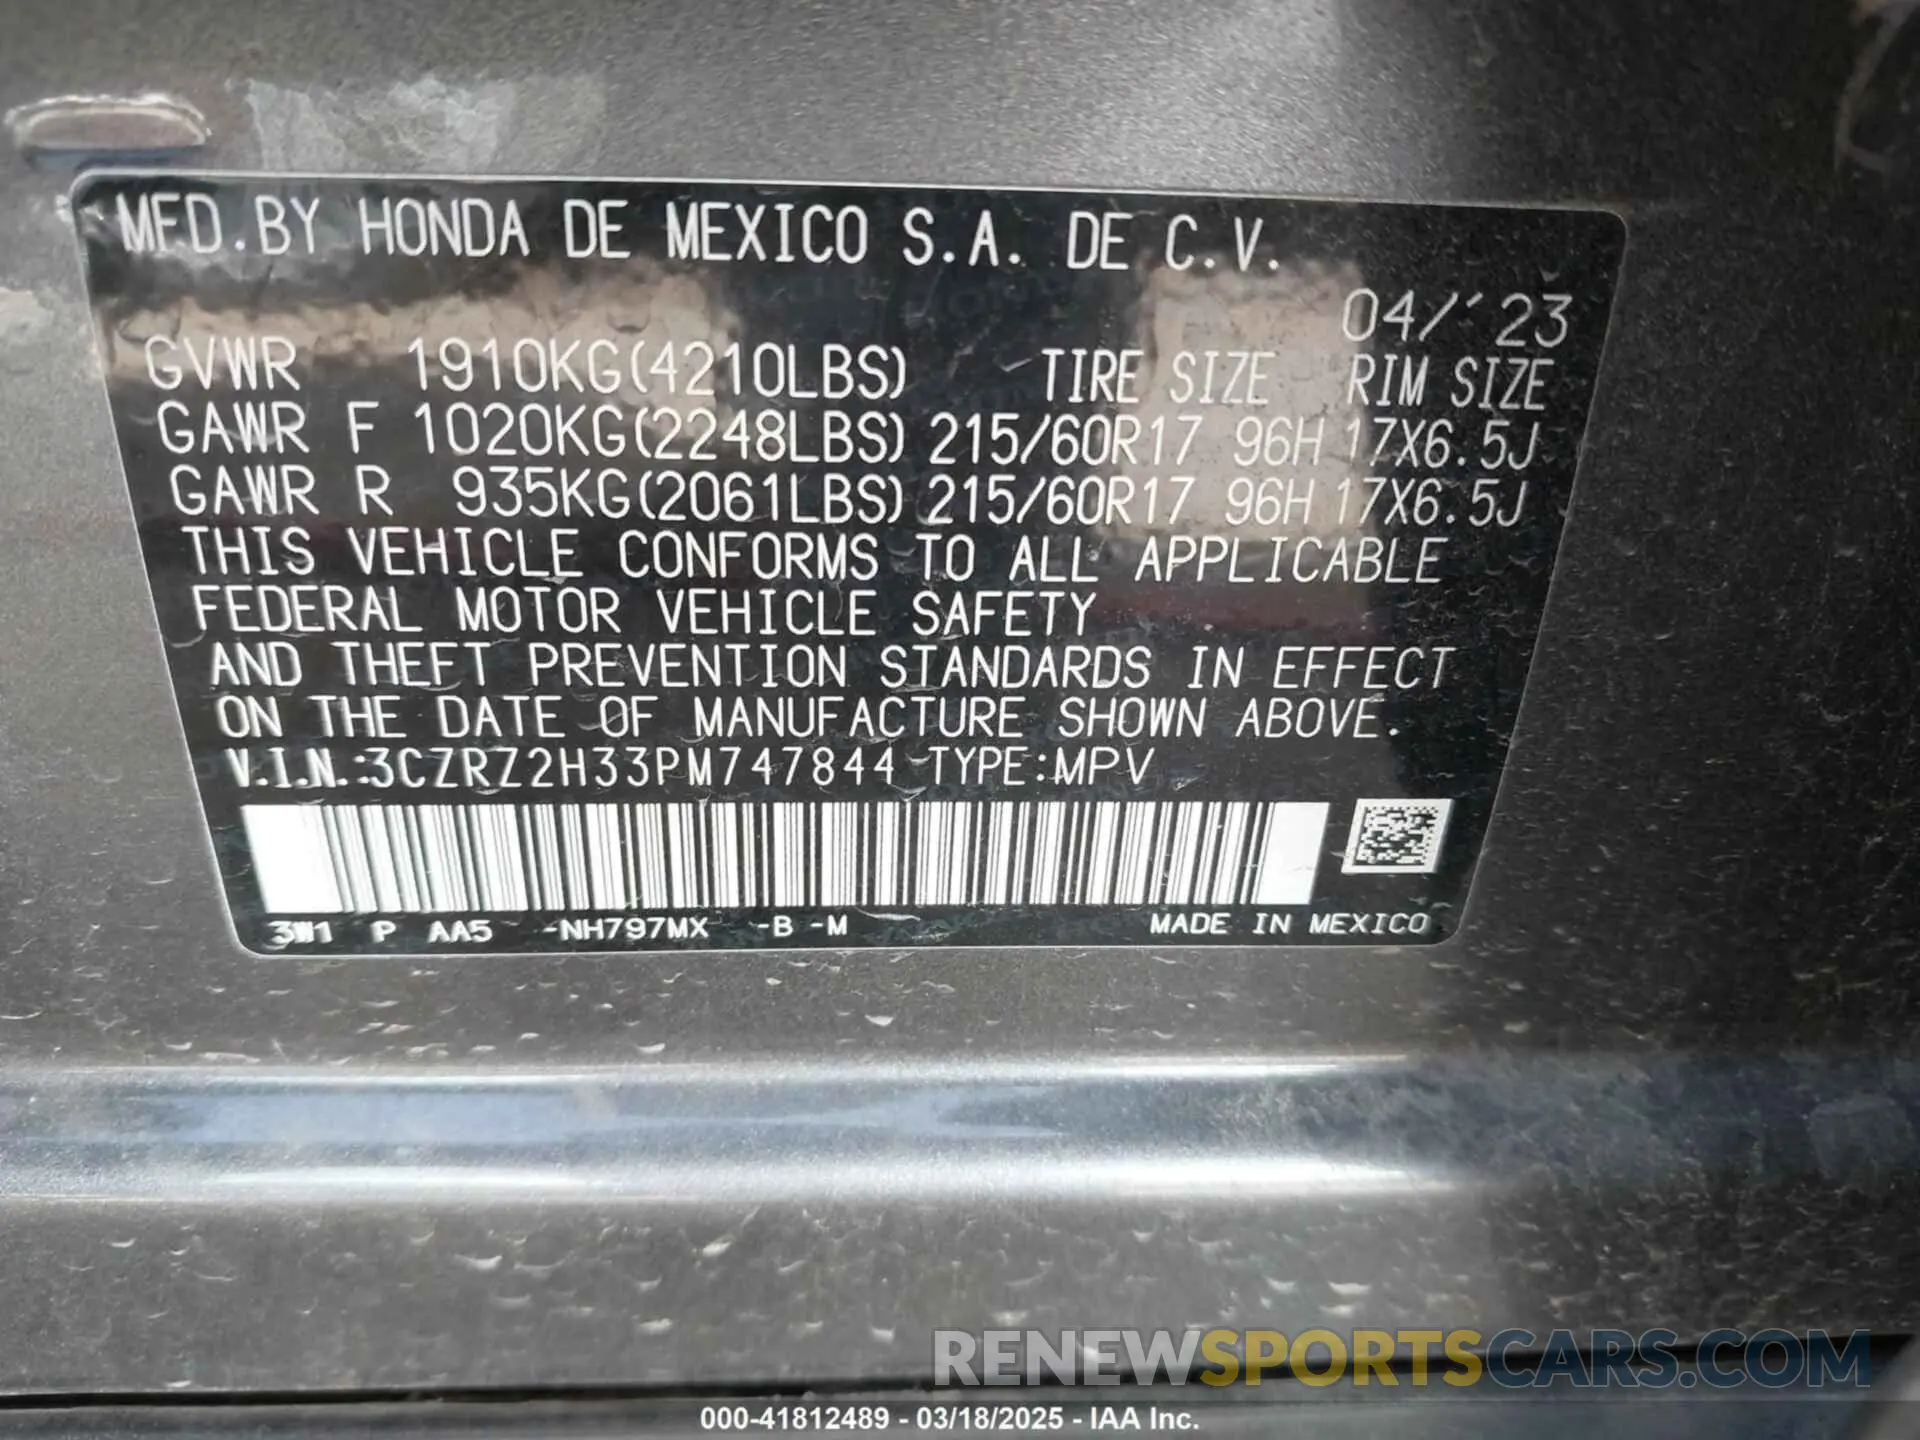 MFD.BY HONDA DE MEXICO S.A. DE C.V.
04/'23
GVWR 1910KG(4210LBS) TIRE SIZE RIM SIZE
GAWR F 1020KG(2248LBS) 215/60R17 96H 17X6.5J
GAWR R 935KG(2061LBS) 215/60R17 96H 17X6.5J
THIS VEHICLE CONFORMS TO ALL APPLICABLE
FEDERAL MOTOR VEHICLE SAFETY
AND THEFT PREVENTION STANDARDS IN EFFECT
ON THE DATE OF MANUFACTURE SHOWN ABOVE.
V.I.N.:3CZRZ2H33PM747844 TYPE:MPV
3W1 P AA5 -NH797MX -B -M MADE IN MEXICO
RENEWSPORTSCARS.COM
000-41812489 - 03/18/2025 - IAA Inc.